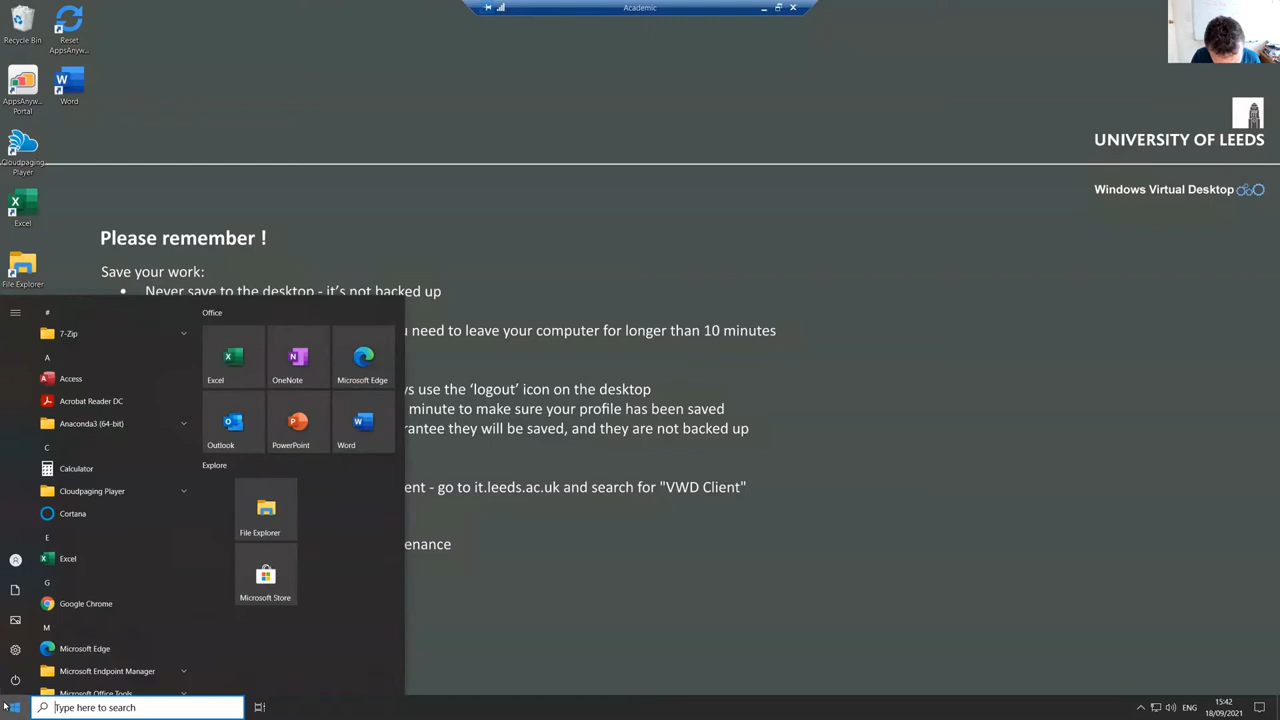 Academic
Recycle Bin
Reset
AppsAnyw...
AppsAnyw...
Portal
Word
Cloudpaging
Player
Excel
File Explorer
UNIVERSITY OF LEEDS
Windows Virtual Desktop
Please remember !
Save your work:
Never save to the desktop - it's not backed up
need to leave your computer for longer than 10 minutes
use the 'logout' icon on the desktop
minute to make sure your profile has been saved
they will be saved, and they are not backed up
- go to it.leeds.ac.uk and search for "VWD Client"
#
7-Zip
A
Access
Acrobat Reader DC
Anaconda3 (64-bit)
C
Calculator
Cloudpaging Player
Cortana
E
Excel
G
Google Chrome
M
Microsoft Edge
Microsoft Endpoint Manager
Microsoft Office Tools
Office
Excel
OneNote
Microsoft Edge
Outlook
PowerPoint
Word
Explore
File Explorer
Microsoft Store
Type here to search
ENG
15:42
18/09/2021